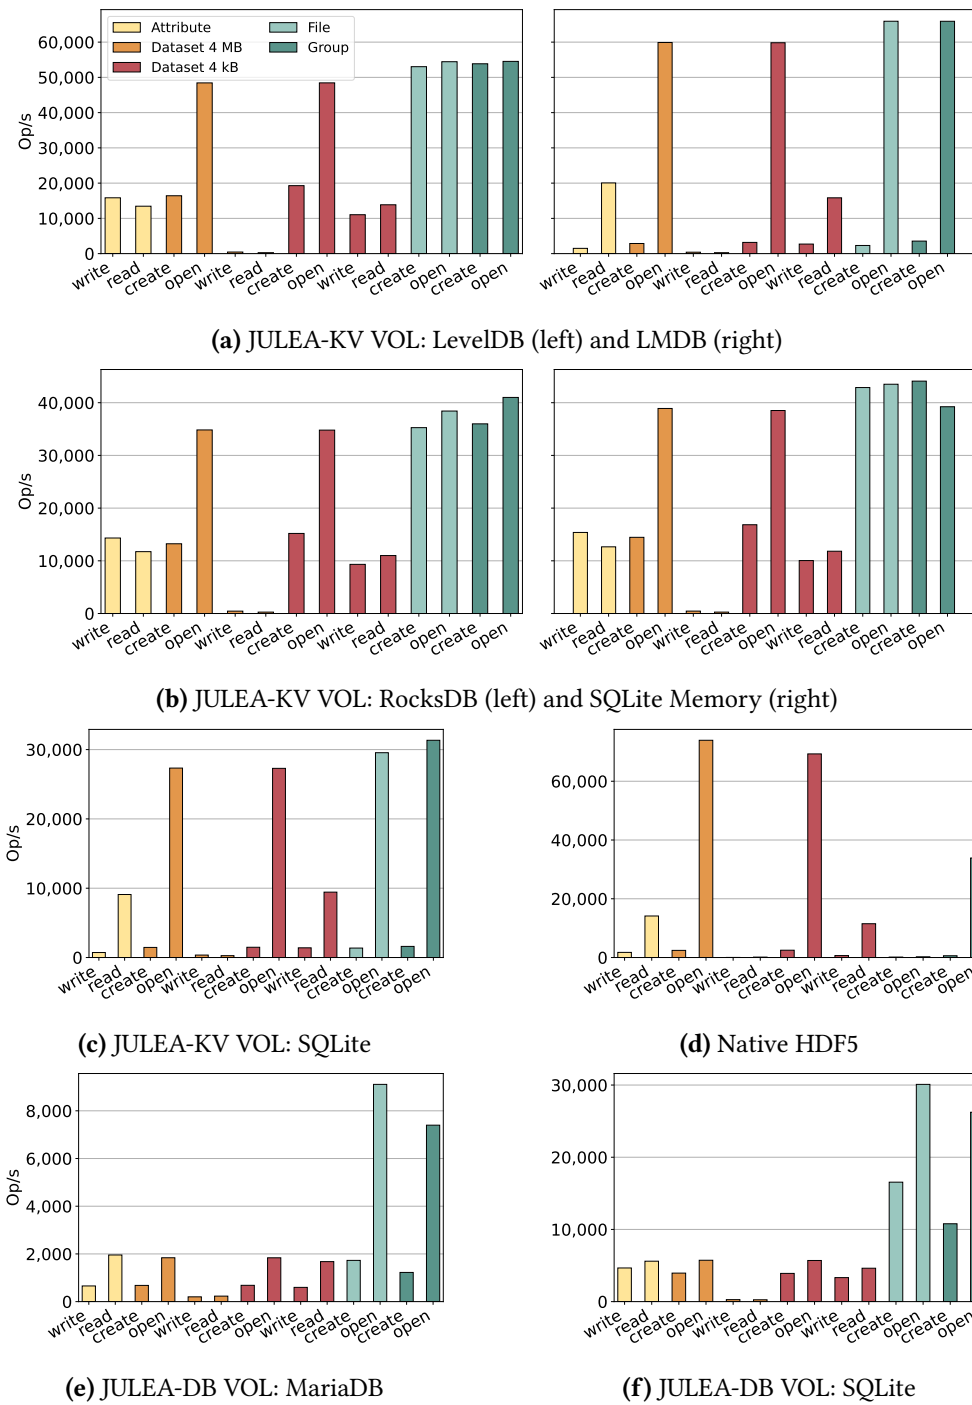 Attribute
Dataset 4 MB
Dataset 4 kB
File
Group
Op/s
60,000
50,000
40,000
30,000
20,000
10,000
0
write read create open write read create open write read create open create open
write read create open write read create open write read create open create open
(a) JULEA-KV VOL: LevelDB (left) and LMDB (right)
Op/s
40,000
30,000
20,000
10,000
0
write read create open write read create open write read create open create open
write read create open write read create open write read create open create open
(b) JULEA-KV VOL: RocksDB (left) and SQLite Memory (right)
Op/s
30,000
20,000
10,000
0
write read create open write read create open write read create open create open
60,000
40,000
20,000
0
write read create open write read create open write read create open create open
(c) JULEA-KV VOL: SQLite
(d) Native HDF5
Op/s
8,000
6,000
4,000
2,000
0
write read create open write read create open write read create open create open
30,000
20,000
10,000
0
write read create open write read create open write read create open create open
(e) JULEA-DB VOL: MariaDB
(f) JULEA-DB VOL: SQLite